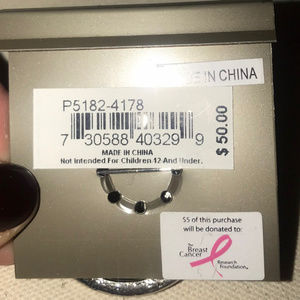 MADE IN CHINA
P5182-4178
7 30588 40329 9
$ 50.00
MADE IN CHINA
Not Intended For Children 12 And Under.
$5 of this purchase
will be donated to:
The
Breast
Cancer
Research
Foundation